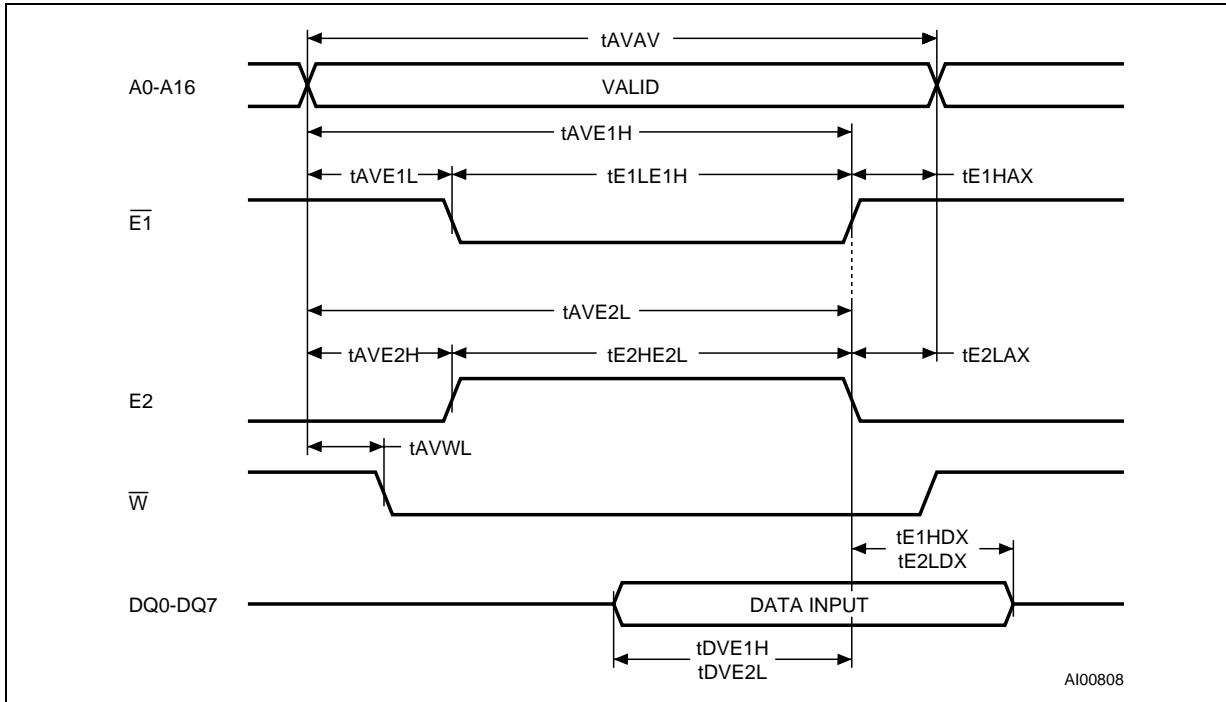 tAVAV
A0-A16
VALID
tAVE1H
tAVE1L
tE1LE1H
tE1HAX
E1
tAVE2L
tAVE2H
tE2HE2L
tE2LAX
E2
tAVWL
W
tE1HDX
tE2LDX
DQ0-DQ7
DATA INPUT
tDVE1H
tDVE2L
AI00808